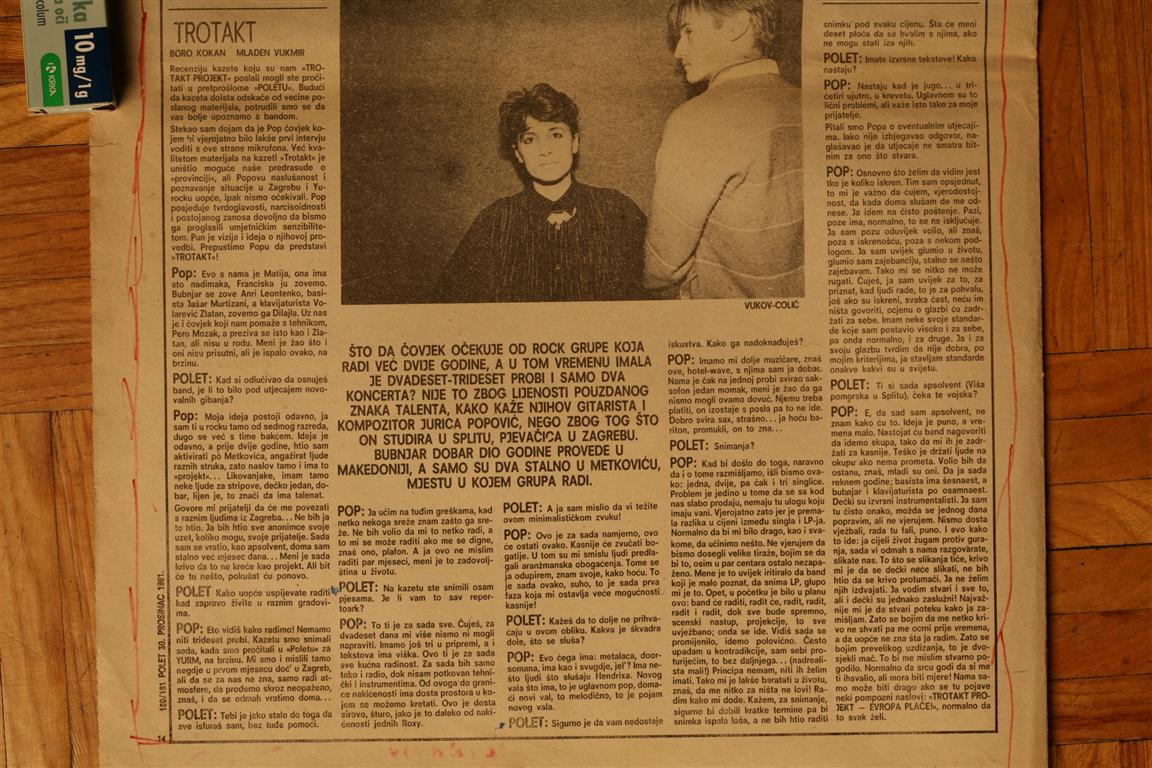 10 mg/1g
KRKA
TROTAKT
BORO KOKAN MLADEN VUKMIR
Recenziju kazete koju su nam »TRO-
TAKT PROJEKT« poslali mogli ste proči-
tati u pretprošlome »POLETU«. Budući
da kazeta doista odskače od većine po-
slanog materijala, potrudili smo se da
vas bolje upoznamo s bandom.
Stekao sam dojam da je Pop čovjek ko-
jem bi vjerojatno bilo lakše prvi intervju
voditi s ove strane mikrofona. Već kva-
litetom materijala na kazeti »Trotakt« je
uništio moguće naše predrasude o
»provinciji«, ali Popovu naslušanost i
poznavanje situacije u Zagrebu i Yu-
rocku uopće, ipak nismo očekivali. Pop
posjeduje tvrdoglavosti, narcisoidnosti
i postojanog zanosa dovoljno da bismo
ga proglasili umjetničkim senzibilite-
tom. Pun je vizija i ideja o njihovoj pro-
vedbi. Prepustimo Popu da predstavi
»TROTAKT«!
Pop: Evo s nama je Matija, ona ima
sto nadimaka, Franciska ju zovemo.
Bubnjar se zove Anri Leontenko, basi-
sta Jašar Murtizani, a klavijaturista Vo-
larević Zlatan, zovemo ga Dilajla. Uz nas
je i čovjek koji nam pomaže s tehnikom,
Pero Mozak, a preziva se isto kao i Zla-
tan, ali nisu u rodu. Meni je žao što i
oni nisu prisutni, ali je ispalo ovako, na
brzinu.
POLET: Kad si odlučivao da osnuješ
band, je li to bilo pod utjecajem novo-
valnih gibanja?
Pop: Moja ideja postoji odavno, ja
sam ti u rocku tamo od sedmog razreda,
dugo se već s time bakćem. Ideja je
odavno, a prije dvije godine, htio sam
aktivirati po Metkovića, angažirat ljude
raznih struka, zato naslov tamo i ima to
»projekt«... Likovanjake, imam tamo
neke ljude za stripove, dečko jedan, do-
bar, lijen je, to znači da ima talenat.
Govore mi prijatelji da će me povezati
s raznim ljudima iz Zagreba... Ne bih ja
to htio. Ja bih htio sve anonimce svoje
uzet, koliko mogu, svoje prijatelje. Sada
sam se vratio, kao apsolvent, doma sam
stalno već mjesec dana... Meni je sada
krivo da to ne kreće kao projekt. Ali bit
će tu nešto, pokušat ću ponovo.
POLET Kako uopće uspijevate raditi
kad zapravo živite u raznim gradovi-
ma.
POP: Eto vidiš kako radimo! Nemamo
niti trideset probi. Kazetu smo snimali
sada, kada smo pročitali u »Poletu« za
YURM, na brzinu. Mi smo i mislili tamo
negdje u prvom mjesecu doć' u Zagreb,
ali da se za nas ne zna, samo radi at-
mosfere, da prođemo skroz neopaženo,
znaš, i da se odmah vratimo doma...
POLET: Tebi je jako stalo do toga da
sve isfuraš sam, bez tuđe pomoći.
180/181 POLET 30. PROSINAC 1981.
14
VUKOV-COLIĆ
ŠTO DA ČOVJEK OČEKUJE OD ROCK GRUPE KOJA
RADI VEĆ DVIJE GODINE, A U TOM VREMENU IMALA
JE DVADESET-TRIDESET PROBI I SAMO DVA
KONCERTA? NIJE TO ZBOG LIJENOSTI POUZDANOG
ZNAKA TALENTA, KAKO KAŽE NJIHOV GITARISTA I
KOMPOZITOR JURICA POPOVIĆ, NEGO ZBOG TOG ŠTO
ON STUDIRA U SPLITU, PJEVAČICA U ZAGREBU.
BUBNJAR DOBAR DIO GODINE PROVEDE U
MAKEDONIJI, A SAMO SU DVA STALNO U METKOVIĆU,
MJESTU U KOJEM GRUPA RADI.
POP: Ja učim na tuđim greškama, kad
netko nekoga sreže znam zašto ga sre-
že. Ne bih volio da mi to netko radi, a
to mi se može raditi ako me se digne,
znaš ono, plafon. A ja ovo ne mislim
raditi par mjeseci, meni je to zadovolj-
ština u životu.
POLET: Na kazetu ste snimili osam
pjesama. Je li vam to sav reper-
toark?
POP: To ti je za sada sve. Čuješ, za
dvadeset dana mi više nismo ni mogli
napraviti. Imamo još tri u pripremi, a i
tekstova ima viška. Ovo ti je za sada
sve kućna radinost. Za sada bih samo
tako i radio, dok nisam potkovan tehni-
čki i instrumentima. Od ovoga do grani-
ce nakićenosti ima dosta prostora u ko-
jem se možemo kretati. Ovo je dosta
sirovo, šturo, jako je to daleko od naki-
ćenosti jednih Roxy.
POLET: A ja sam mislio da vi težite
ovom minimalističkom zvuku!
POP: Ovo je za sada namjerno, ovo
će ostati ovako. Kasnije će zvučati bo-
gatije. U tom su mi smislu ljudi predla-
gali aranžmanska obogaćenja. Tome se
ja odupirem, znam svoje, kako hoću. To
je sada ovako, suho, to je sada prva
faza koja mi ostavlja veće mogućnosti
kasnije!
POLET: Kažeš da to dolje ne prihva-
ćaju u ovom obliku. Kakva je škvadra
dole, što se sluša?
POP: Evo čega ima: metalaca, door-
somana, ima kao i svugdje, jel'? Ima ne-
što ljudi što slušaju Hendrixa. Novog
vala što ima, to je uglavnom pop, doma-
ći novi val, to melodično, to je pojam
novog vala.
POLET: Sigurno je da vam nedostaje
iskustva. Kako ga nadoknađuješ?
POP: Imamo mi dolje muzičare, znaš
ove, hotel-wave, s njima sam ja dobar.
Nama je čak na jednoj probi svirao sak-
sofon jedan momak, meni je žao da ga
nismo mogli ovamo dovuć. Njemu treba
platiti, on izostaje s posla pa to ne ide.
Dobro svira sax, strašno... ja hoću ba-
riton, promukli, on to zna...
POLET: Snimanja?
POP: Kad bi došlo do toga, naravno
da i o tome razmišljamo, išli bismo ova-
ko: jedna, dvije, pa čak i tri singlice.
Problem je jedino u tome da se sa kod
nas slabo prodaju, nemaju tu ulogu koju
imaju vani. Vjerojatno zato jer je prema-
la razlika u cijeni između singla i LP-ja.
Normalno da bi mi bilo drago, kao i sva-
kome, da učinimo nešto. Ne vjerujem da
bismo dosegli velike tiraže, bojim se da
bi to, osim u par centara ostalo nezapa-
ženo. Mene je to uvijek iritiralo da band
koji je malo poznat, da snima LP, glupo
mi je to. Opet, u početku je bilo u planu
ovo: band će raditi, radit će, radit, radit,
radit i radit, dok sve bude spremno,
scenski nastup, projekcije, to sve
uvježbano; onda se ide. Vidiš sada se
promijenilo, idemo polovično. Često
upadam u kontradikcije, sam sebi pro-
turiječim, to bez daljnjega... (nadreali-
sta mali!) Principa nemam, niti ih želim
imati. Tako mi je lakše baratati u životu,
znaš, da me nitko za ništa ne lovi! Ra-
dim kako mi dođe. Kažem, za snimanje,
sigurno bi dobili kratke termine pa bi
snimka ispala loša, a ne bih htio raditi
snimku pod svaku cijenu. Šta će meni
deset ploča da se hvalim s njima, ako
ne mogu stati iza njih.
POLET: Imate izvrsne tekstove! Kako
nastaju?
POP: Nastaju kad je jugo... u tri-
četiri ujutro, u krevetu. Uglavnom su to
lični problemi, ali važe isto tako za moje
prijatelje.
Pitali smo Popa o eventualnim utjecaji-
ma. Iako nije izbjegavao odgovor, na-
glašavao je da utjecaje ne smatra bit-
nim za ono što stvara.
POP: Osnovno što želim da vidim jest
tko je koliko iskren. Tim sam opsjednut,
to mi je važno da čujem, vjerodostoj-
nost, da kada doma slušam da me od-
nese. Ja idem na čisto poštenje. Pazi,
poze ima, normalno, to se ne isključuje.
Ja sam pozu oduvijek volio, ali znaš,
poza s iskrenošću, poza s nekom pod-
logom. Ja sam uvijek glumio u životu,
glumio sam zajebanciju, stalno se nešto
zajebavam. Tako mi se nitko ne može
rugati. Čuješ, ja sam uvijek za to, za
priznat, kad ljudi rade, to je za pohvalu,
još ako su iskreni, svaka čast, neću im
ništa govoriti, ocjenu o glazbi ću zadr-
žati za sebe. Imam neke svoje standar-
de koje sam postavio visoko i za sebe,
pa onda normalno, i za druge. Ja i za
svoju glazbu tvrdim da nije dobra, po
mojim kriterijima, ja stavljam standarde
onakve kakvi su u svijetu.
POLET: Ti si sada apsolvent (Viša
pomorska u Splitu), čeka te vojska?
POP: E, da sad sam apsolvent, ne
znam kako ću to. Ideja je puno, a vre-
mena malo. Nastojat ću band nagovoriti
da idemo skupa, tako da mi ih je zadr-
žati za kasnije. Teško je držati ljude na
okupu ako nema prometa. Volio bih da
ostanu, znaš, mladi su oni. Da ja sada
reknem godine; basista ima šesnaest, a
bubnjar i klavijaturista po osamnaest.
Dečki su izvrsni instrumentalisti. Ja sam
tu čisto onako, možda se jednog dana
popravim, ali ne vjerujem. Nismo dosta
vježbali, rada tu fali, puno. I evo kako
to ide: ja cijeli život žugam protiv gura-
nja, sada vi odmah s nama razgovarate,
slikate nas. To što se slikanja tiče, krivo
mi je da se dečki neće slikati, ne bih
htio da se to krivo protumači. Ja ne želim
njih izdvajati. Ja vodim stvari i sve to,
ali i dečki su jednako zaslužni! Najvaž-
nije mi je da stvari poteku kako ja za-
mišljam. Zato se bojim da me netko kri-
vo ne shvati pa me ocrni prije vremena,
a da uopće ne zna šta ja radim. Zato se
bojim prevelikog uzdizanja, to je dvo-
sjekli mač. To bi me mislim stvarno po-
godilo. Normalno da srcu godi da si me
ti ishvalio, ali mora biti mjere! Nama sa-
mo može biti drago ako se tu pojave
neki pompozni naslovi: »TROTAKT PRO-
JEKT — EVROPA PLAČE!«, normalno da
to svak želi.